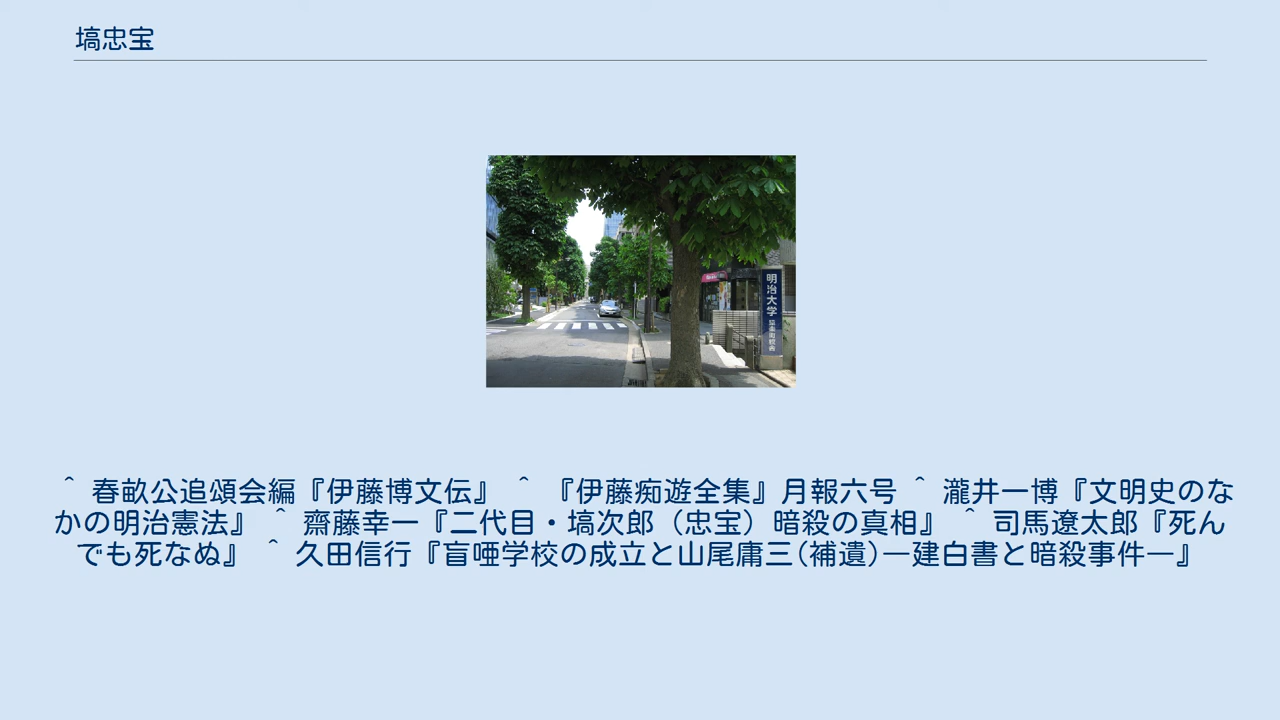 塙忠宝
明治大学
＾ 春畝公追頌会編『伊藤博文伝』 ＾ 『伊藤痴遊全集』月報六号 ＾ 瀧井一博『文明史のな
かの明治憲法』 ＾ 齋藤幸一『二代目・塙次郎（忠宝）暗殺の真相』 ＾ 司馬遼太郎『死ん
でも死なぬ』 ＾ 久田信行『盲唖学校の成立と山尾庸三(補遺)―建白書と暗殺事件―』